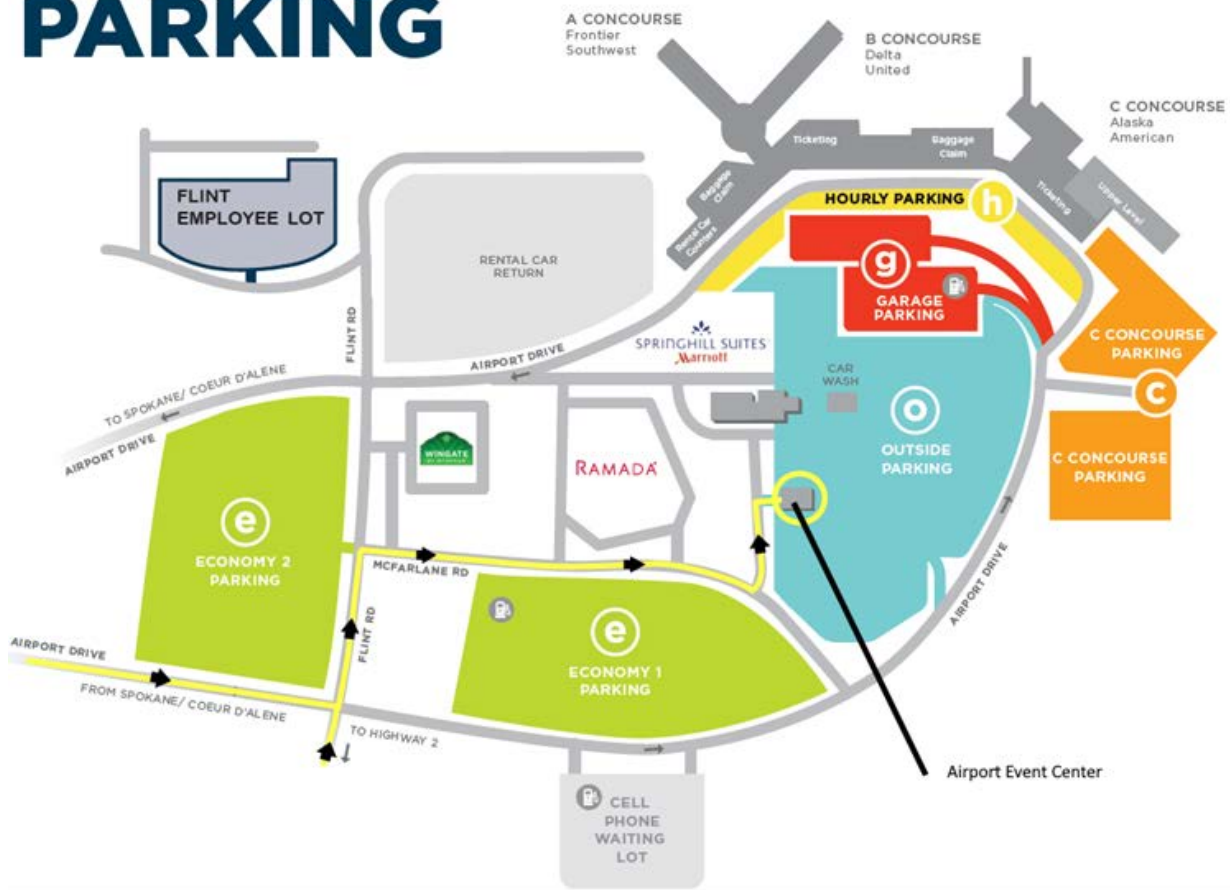 PARKING
A CONCOURSE
Frontier
Southwest
B CONCOURSE
Delta
United
C CONCOURSE
Alaska
American
Ticketing
Baggage
Claim
Baggage
Claim
Rental Car
Counters
Ticketing
Upper Level
FLINT
EMPLOYEE LOT
HOURLY PARKING
h
RENTAL CAR
RETURN
g
GARAGE
PARKING
FLINT RD
SPRINGHILL SUITES
Marriott
C CONCOURSE
PARKING
C
AIRPORT DRIVE
CAR
WASH
TO SPOKANE/ COEUR D'ALENE
AIRPORT DRIVE
O
OUTSIDE
PARKING
WINGATE
RAMADA
C CONCOURSE
PARKING
e
ECONOMY 2
PARKING
MCFARLANE RD
AIRPORT DRIVE
FLINT RD
e
ECONOMY 1
PARKING
AIRPORT DRIVE
FROM SPOKANE/ COEUR D'ALENE
TO HIGHWAY 2
Airport Event Center
CELL
PHONE
WAITING
LOT